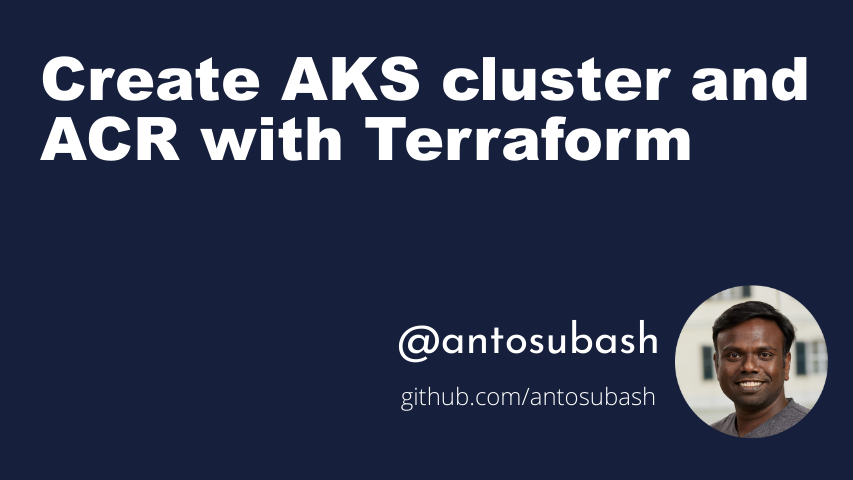 Create AKS cluster and
ACR with Terraform
@antosubash
github.com/antosubash